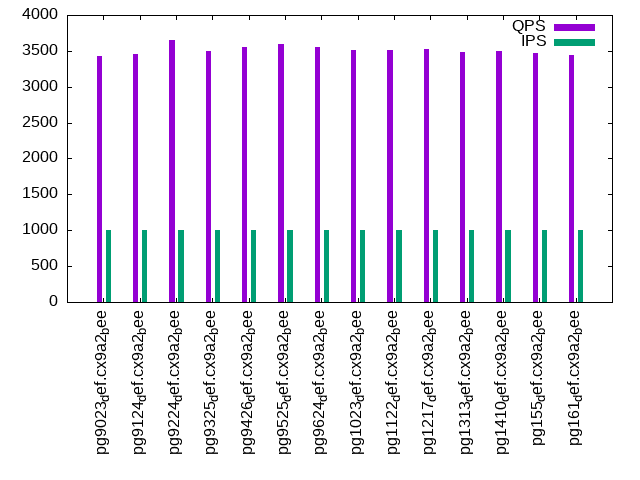 4000
3500
3000
2500
2000
1500
1000
500
0
QPS
IPS
pg9023def.cx9a2bee
pg9124def.cx9a2bee
pg9224def.cx9a2bee
pg9325def.cx9a2bee
pg9426def.cx9a2bee
pg9525def.cx9a2bee
pg9624def.cx9a2bee
pg1023def.cx9a2bee
pg1122def.cx9a2bee
pg1217def.cx9a2bee
pg1313def.cx9a2bee
pg1410def.cx9a2bee
pg155def.cx9a2bee
pg161def.cx9a2bee